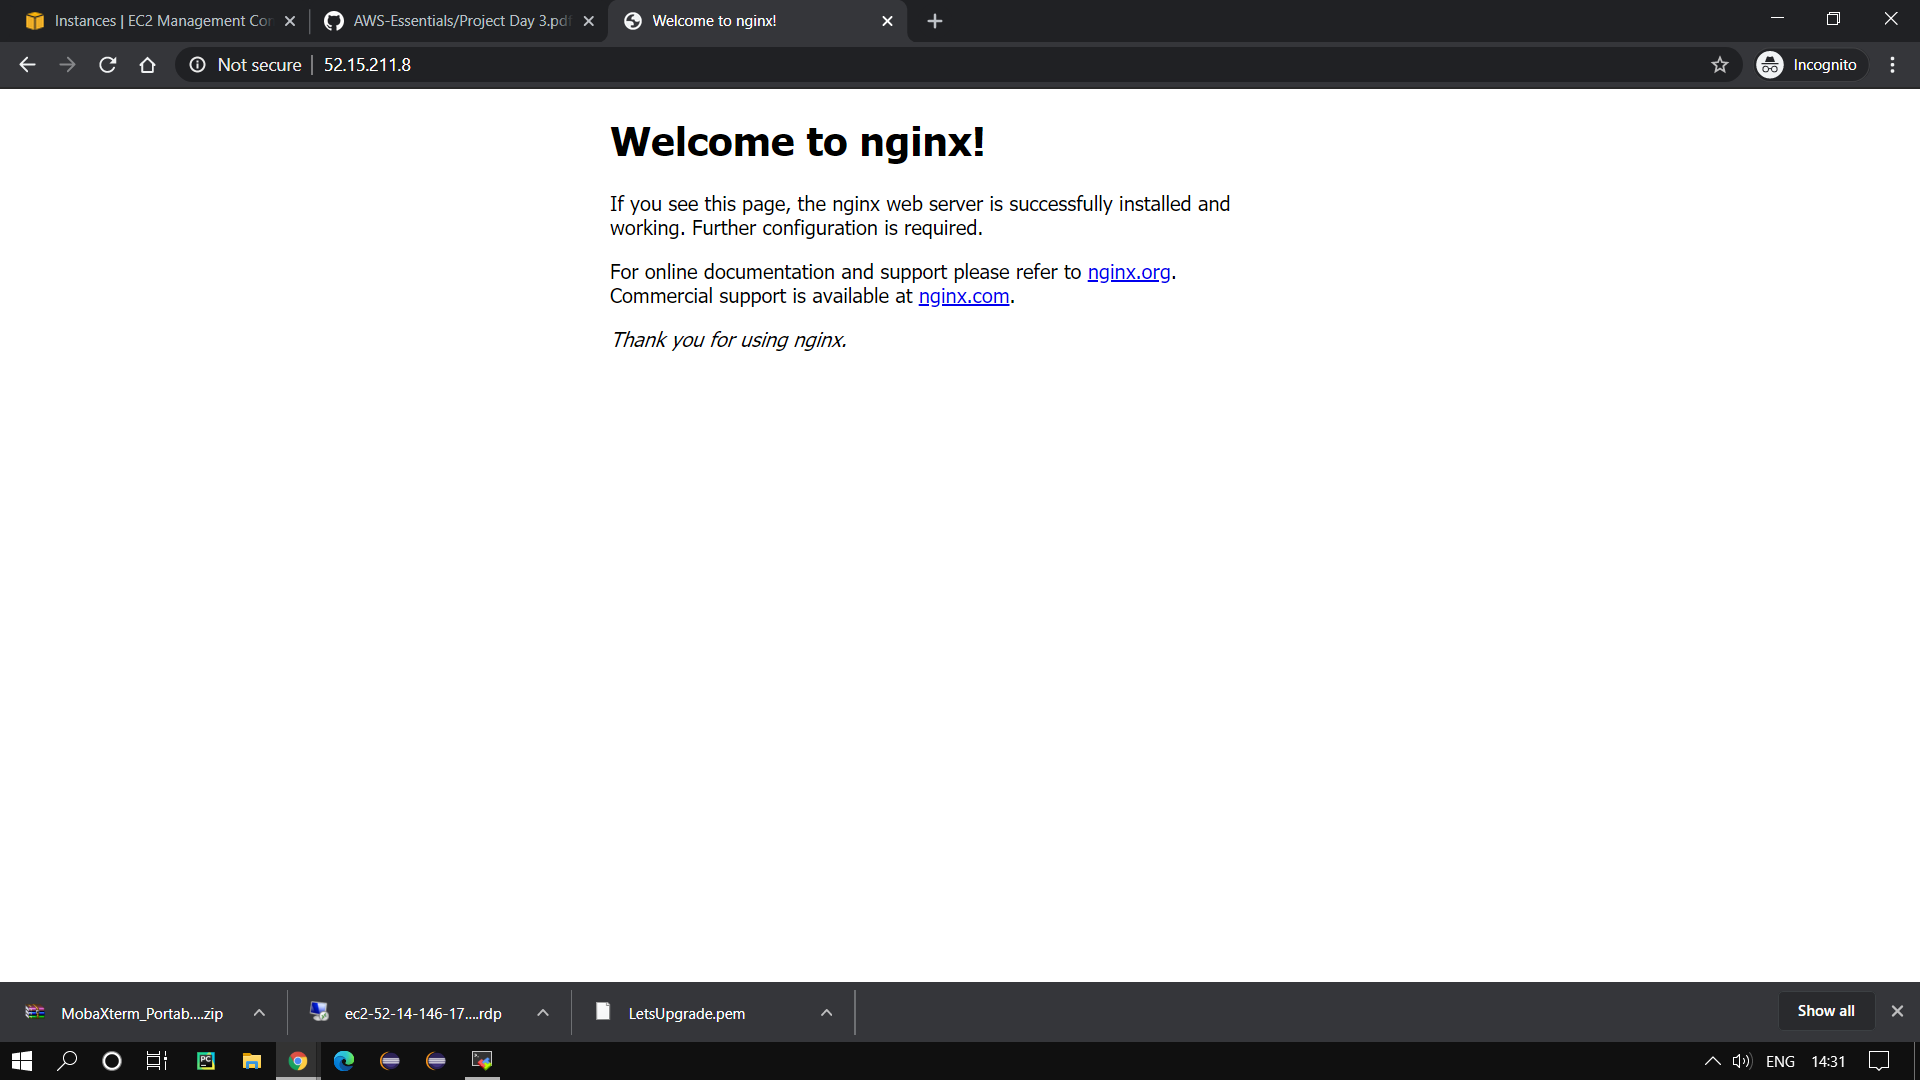 Instances | EC2 Management Con
AWS-Essentials/Project Day 3.pdf
Welcome to nginx!
Not secure
52.15.211.8
Incognito
Welcome to nginx!
If you see this page, the nginx web server is successfully installed and
working. Further configuration is required.
For online documentation and support please refer to nginx.org.
Commercial support is available at nginx.com.
Thank you for using nginx.
MobaXterm_Portab....zip
ec2-52-14-146-17....rdp
LetsUpgrade.pem
Show all
PC
ENG
14:31